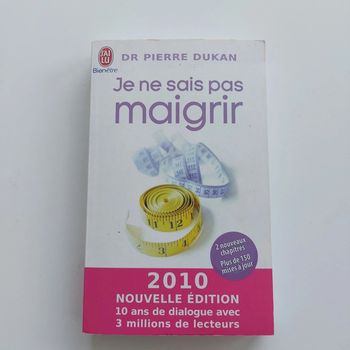 J'AI LU
Bien-être
DR PIERRE DUKAN
Je ne sais pas
maigrir
2 nouveaux
chapitres
Plus de 150
mises à jour
2010
NOUVELLE ÉDITION
10 ans de dialogue avec
3 millions de lecteurs